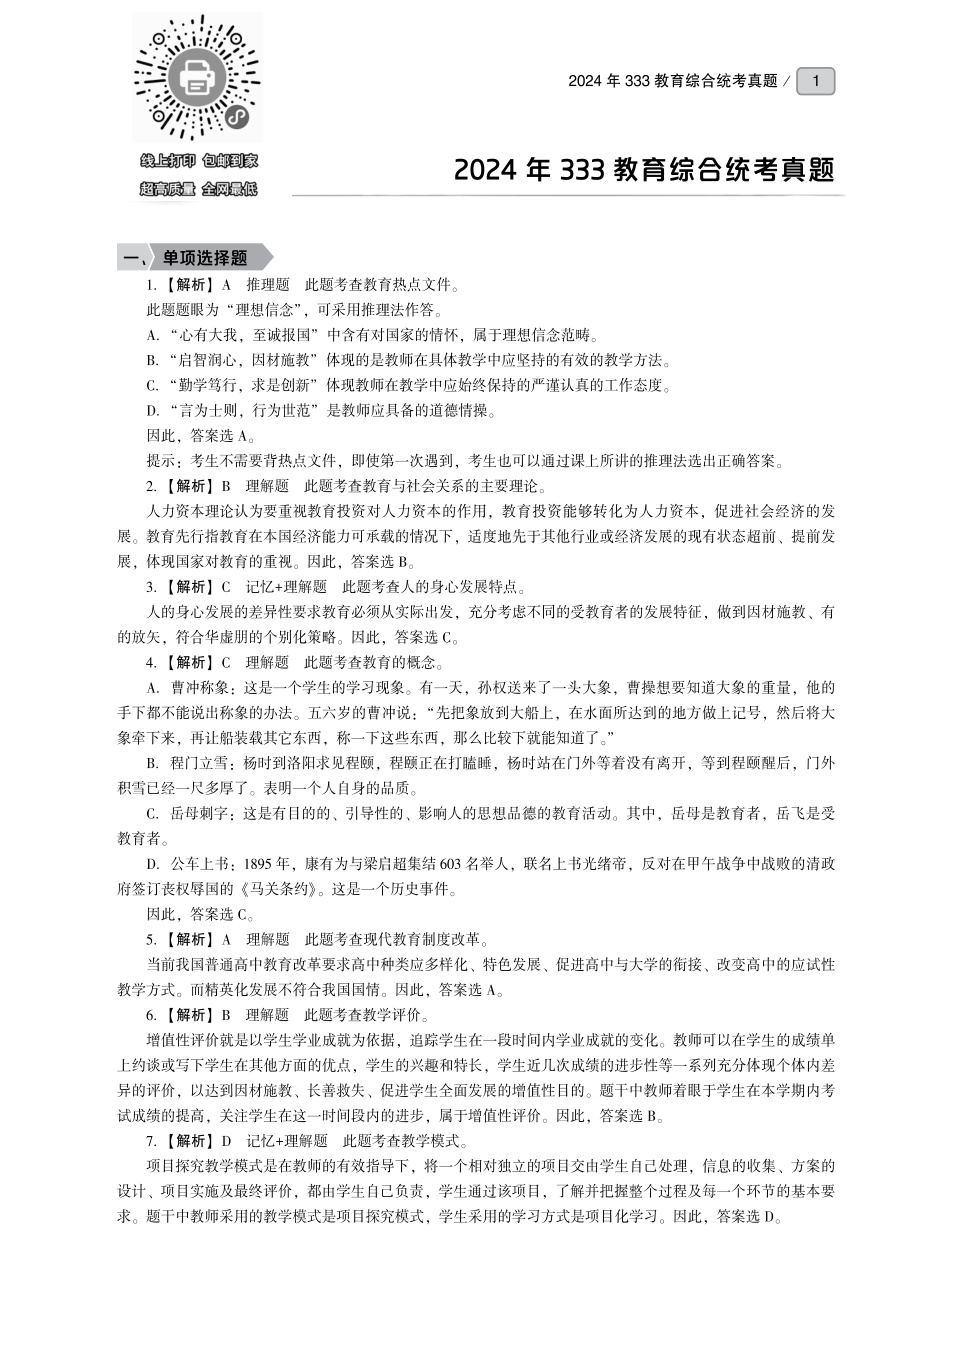 2024 年 333 教育综合统考真题 / 1
线上打印 包邮到家
超高质量 全网最低
2024 年 333 教育综合统考真题
一、单项选择题
1.【解析】A 推理题 此题考查教育热点文件。
此题题眼为“理想信念”，可采用推理法作答。
A. “心有大我，至诚报国”中含有对国家的情怀，属于理想信念范畴。
B. “启智润心，因材施教”体现的是教师在具体教学中应坚持的有效的教学方法。
C. “勤学笃行，求是创新”体现教师在教学中应始终保持的严谨认真的工作态度。
D. “言为士则，行为世范”是教师应具备的道德情操。
因此，答案选 A。
提示：考生不需要背热点文件，即使第一次遇到，考生也可以通过课上所讲的推理法选出正确答案。
2.【解析】B 理解题 此题考查教育与社会关系的主要理论。
人力资本理论认为要重视教育投资对人力资本的作用，教育投资能够转化为人力资本，促进社会经济的发
展。教育先行指教育在本国经济能力可承载的情况下，适度地先于其他行业或经济发展的现有状态超前、提前发
展，体现国家对教育的重视。因此，答案选 B。
3.【解析】C 记忆+理解题 此题考查人的身心发展特点。
人的身心发展的差异性要求教育必须从实际出发，充分考虑不同的受教育者的发展特征，做到因材施教、有
的放矢，符合华虚朋的个别化策略。因此，答案选 C。
4.【解析】C 理解题 此题考查教育的概念。
A. 曹冲称象：这是一个学生的学习现象。有一天，孙权送来了一头大象，曹操想要知道大象的重量，他的
手下都不能说出称象的办法。五六岁的曹冲说：“先把象放到大船上，在水面所达到的地方做上记号，然后将大
象牵下来，再让船装载其它东西，称一下这些东西，那么比较下就能知道了。”
B. 程门立雪：杨时到洛阳求见程颐，程颐正在打瞌睡，杨时站在门外等着没有离开，等到程颐醒后，门外
积雪已经一尺多厚了。表明一个人自身的品质。
C. 岳母刺字：这是有目的的、引导性的、影响人的思想品德的教育活动。其中，岳母是教育者，岳飞是受
教育者。
D. 公车上书：1895 年，康有为与梁启超集结 603 名举人，联名上书光绪帝，反对在甲午战争中战败的清政
府签订丧权辱国的《马关条约》。这是一个历史事件。
因此，答案选 C。
5.【解析】A 理解题 此题考查现代教育制度改革。
当前我国普通高中教育改革要求高中种类应多样化、特色发展、促进高中与大学的衔接、改变高中的应试性
教学方式。而精英化发展不符合我国国情。因此，答案选 A。
6.【解析】B 理解题 此题考查教学评价。
增值性评价就是以学生学业成就为依据，追踪学生在一段时间内学业成就的变化。教师可以在学生的成绩单
上约谈或写下学生在其他方面的优点，学生的兴趣和特长，学生近几次成绩的进步性等一系列充分体现个体内差
异的评价，以达到因材施教、长善救失、促进学生全面发展的增值性目的。题干中教师着眼于学生在本学期内考
试成绩的提高，关注学生在这一时间段内的进步，属于增值性评价。因此，答案选 B。
7.【解析】D 记忆+理解题 此题考查教学模式。
项目探究教学模式是在教师的有效指导下，将一个相对独立的项目交由学生自己处理，信息的收集、方案的
设计、项目实施及最终评价，都由学生自己负责，学生通过该项目，了解并把握整个过程及每一个环节的基本要
求。题干中教师采用的教学模式是项目探究模式，学生采用的学习方式是项目化学习。因此，答案选 D。